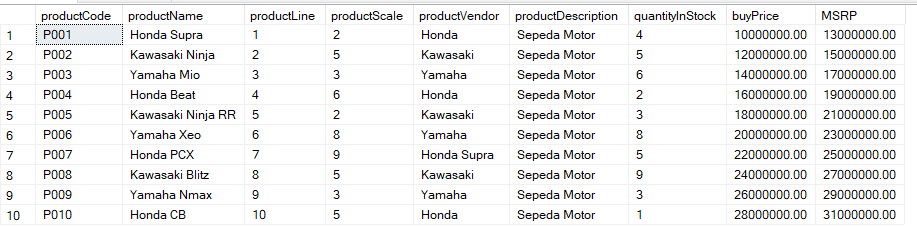 productCode productName productLine productScale productVendor productDescription quantityInStock buyPrice MSRP
1 P001 Honda Supra 1 2 Honda Sepeda Motor 4 10000000.00 13000000.00
2 P002 Kawasaki Ninja 2 5 Kawasaki Sepeda Motor 5 12000000.00 15000000.00
3 P003 Yamaha Mio 3 3 Yamaha Sepeda Motor 6 14000000.00 17000000.00
4 P004 Honda Beat 4 6 Honda Sepeda Motor 2 16000000.00 19000000.00
5 P005 Kawasaki Ninja RR 5 2 Kawasaki Sepeda Motor 3 18000000.00 21000000.00
6 P006 Yamaha Xeo 6 8 Yamaha Sepeda Motor 8 20000000.00 23000000.00
7 P007 Honda PCX 7 9 Honda Supra Sepeda Motor 5 22000000.00 25000000.00
8 P008 Kawasaki Blitz 8 5 Kawasaki Sepeda Motor 9 24000000.00 27000000.00
9 P009 Yamaha Nmax 9 3 Yamaha Sepeda Motor 3 26000000.00 29000000.00
10 P010 Honda CB 10 5 Honda Sepeda Motor 1 28000000.00 31000000.00